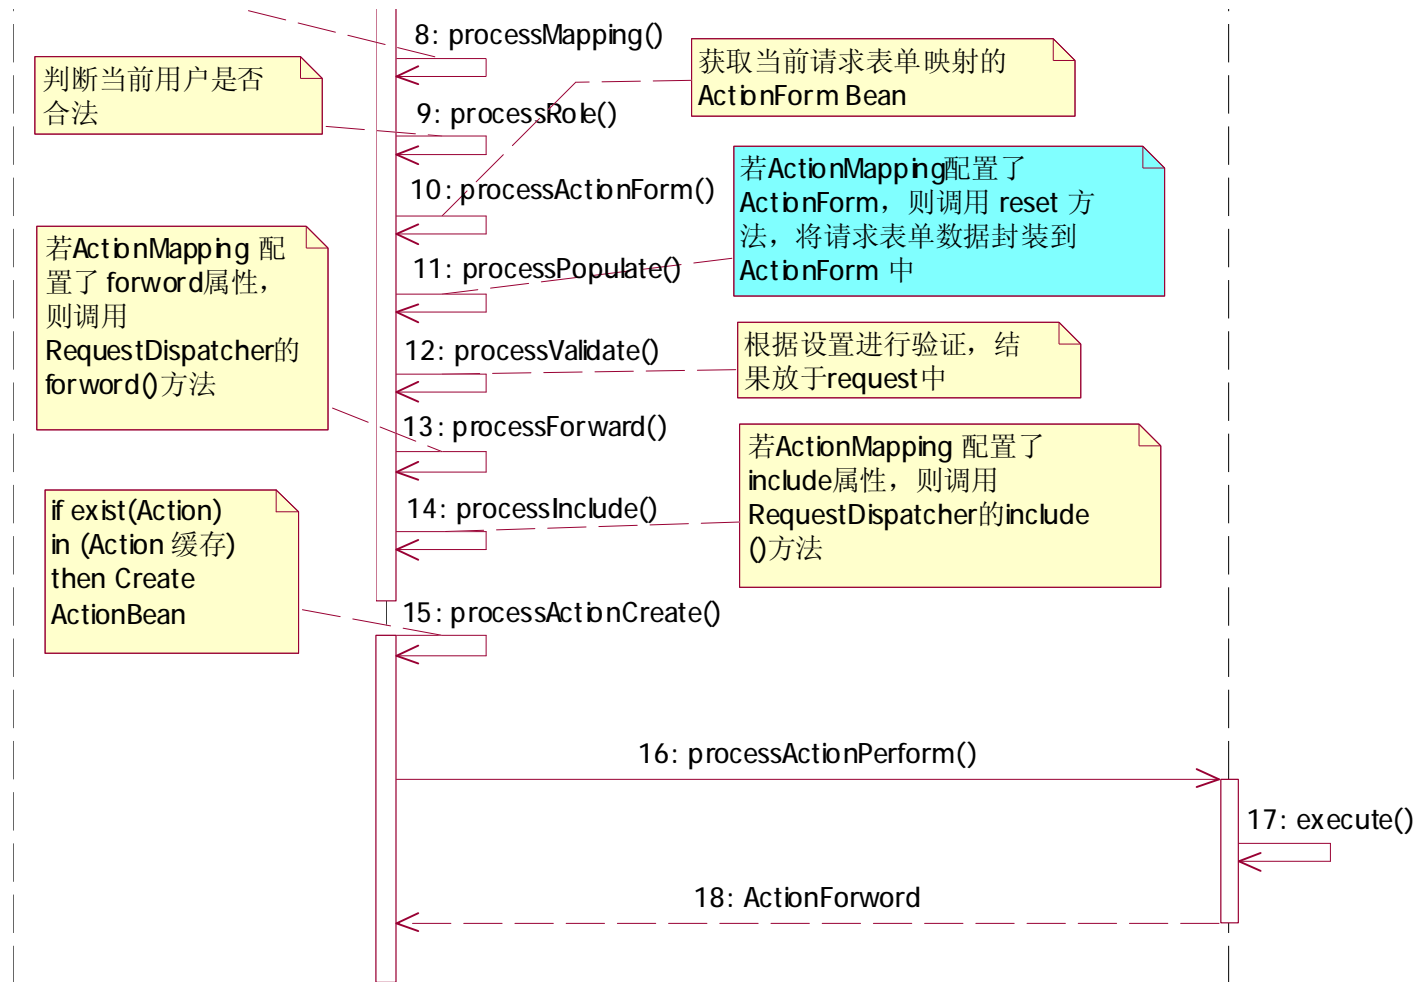 8: processMapping()
获取当前请求表单映射的
ActionForm Bean
判断当前用户是否
合法
9: processRole()
若ActionMapping配置了
ActionForm，则调用 reset 方
法，将请求表单数据封装到
ActionForm 中
10: processActionForm()
若ActionMapping 配
置了 forword属性，
则调用
RequestDispatcher的
forword()方法
11: processPopulate()
12: processValidate()
根据设置进行验证，结
果放于request中
13: processForward()
若ActionMapping 配置了
include属性，则调用
RequestDispatcher的include
()方法
14: processInclude()
if exist(Action)
in (Action 缓存)
then Create
ActionBean
15: processActionCreate()
16: processActionPerform()
17: execute()
18: ActionForword